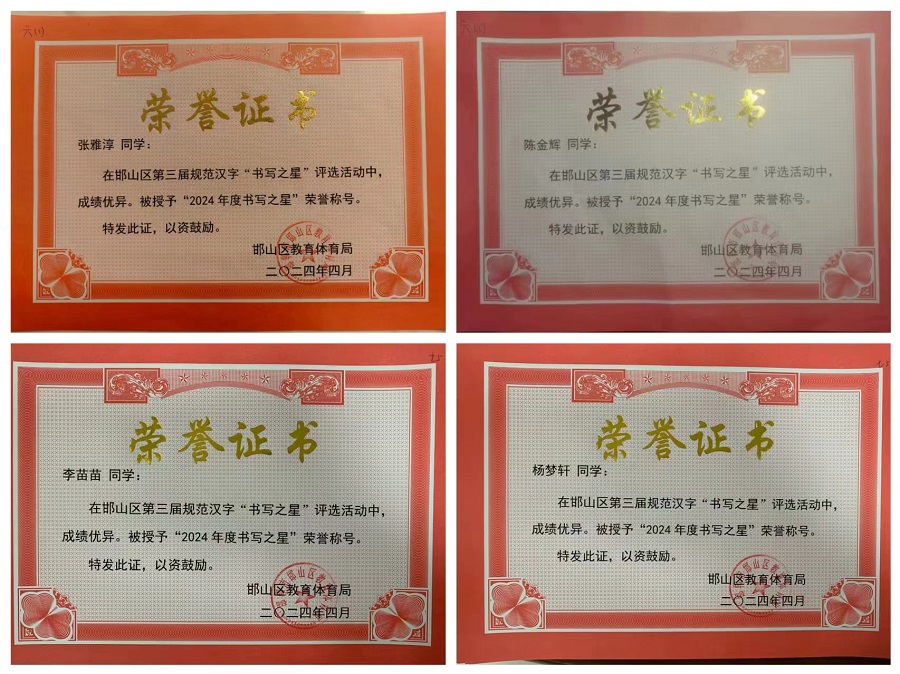 六(1)
荣誉证书
张雅淳 同学：
在邯山区第三届规范汉字“书写之星”评选活动中，
成绩优异。被授予“2024年度书写之星”荣誉称号。
特发此证，以资鼓励。
邯山区教育体育局
二〇二四年四月
荣誉证书
陈金辉 同学：
在邯山区第三届规范汉字“书写之星”评选活动中，
成绩优异。被授予“2024年度书写之星”荣誉称号。
特发此证，以资鼓励。
邯山区教育体育局
二〇二四年四月
荣誉证书
李苗苗 同学：
在邯山区第三届规范汉字“书写之星”评选活动中，
成绩优异。被授予“2024年度书写之星”荣誉称号。
特发此证，以资鼓励。
邯山区教育体育局
二〇二四年四月
荣誉证书
杨梦轩 同学：
在邯山区第三届规范汉字“书写之星”评选活动中，
成绩优异。被授予“2024年度书写之星”荣誉称号。
特发此证，以资鼓励。
邯山区教育体育局
二〇二四年四月